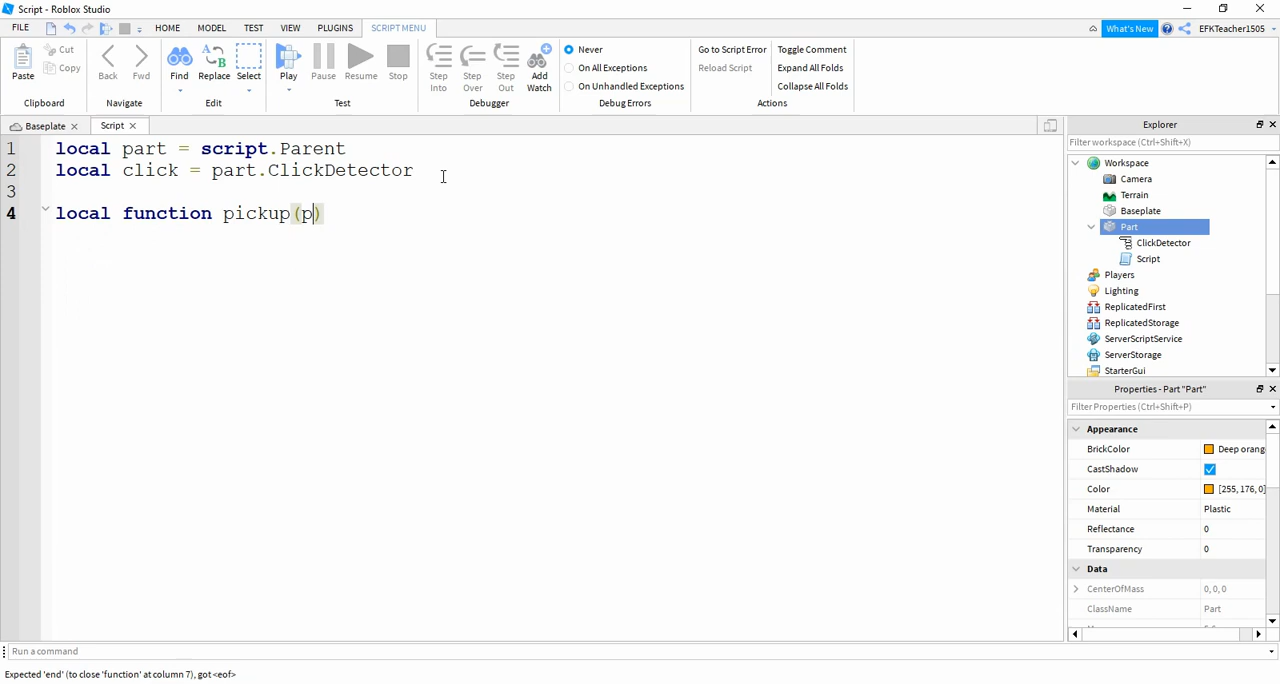 Script - Roblox Studio
FILE HOME MODEL TEST VIEW PLUGINS SCRIPT MENU What's New EFKTeacher1505
Paste Cut Copy Back Fwd Find Replace Select Play Pause Resume Stop Step Into Step Over Step Out Add Watch Never On All Exceptions On Unhandled Exceptions Go to Script Error Reload Script Toggle Comment Expand All Folds Collapse All Folds
Clipboard Navigate Edit Test Debugger Debug Errors Actions
Baseplate Script
1 local part = script.Parent
2 local click = part.ClickDetector
3
4 local function pickup(p)
Explorer
Filter workspace (Ctrl+Shift+X)
Workspace
Camera
Terrain
Baseplate
Part
ClickDetector
Script
Players
Lighting
ReplicatedFirst
ReplicatedStorage
ServerScriptService
ServerStorage
StarterGui
Properties - Part "Part"
Filter Properties (Ctrl+Shift+P)
Appearance
BrickColor Deep orang
CastShadow
Color [255, 176, 0]
Material Plastic
Reflectance 0
Transparency 0
Data
CenterOfMass 0, 0, 0
ClassName Part
Run a command
Expected 'end' (to close 'function' at column 7), got <eof>